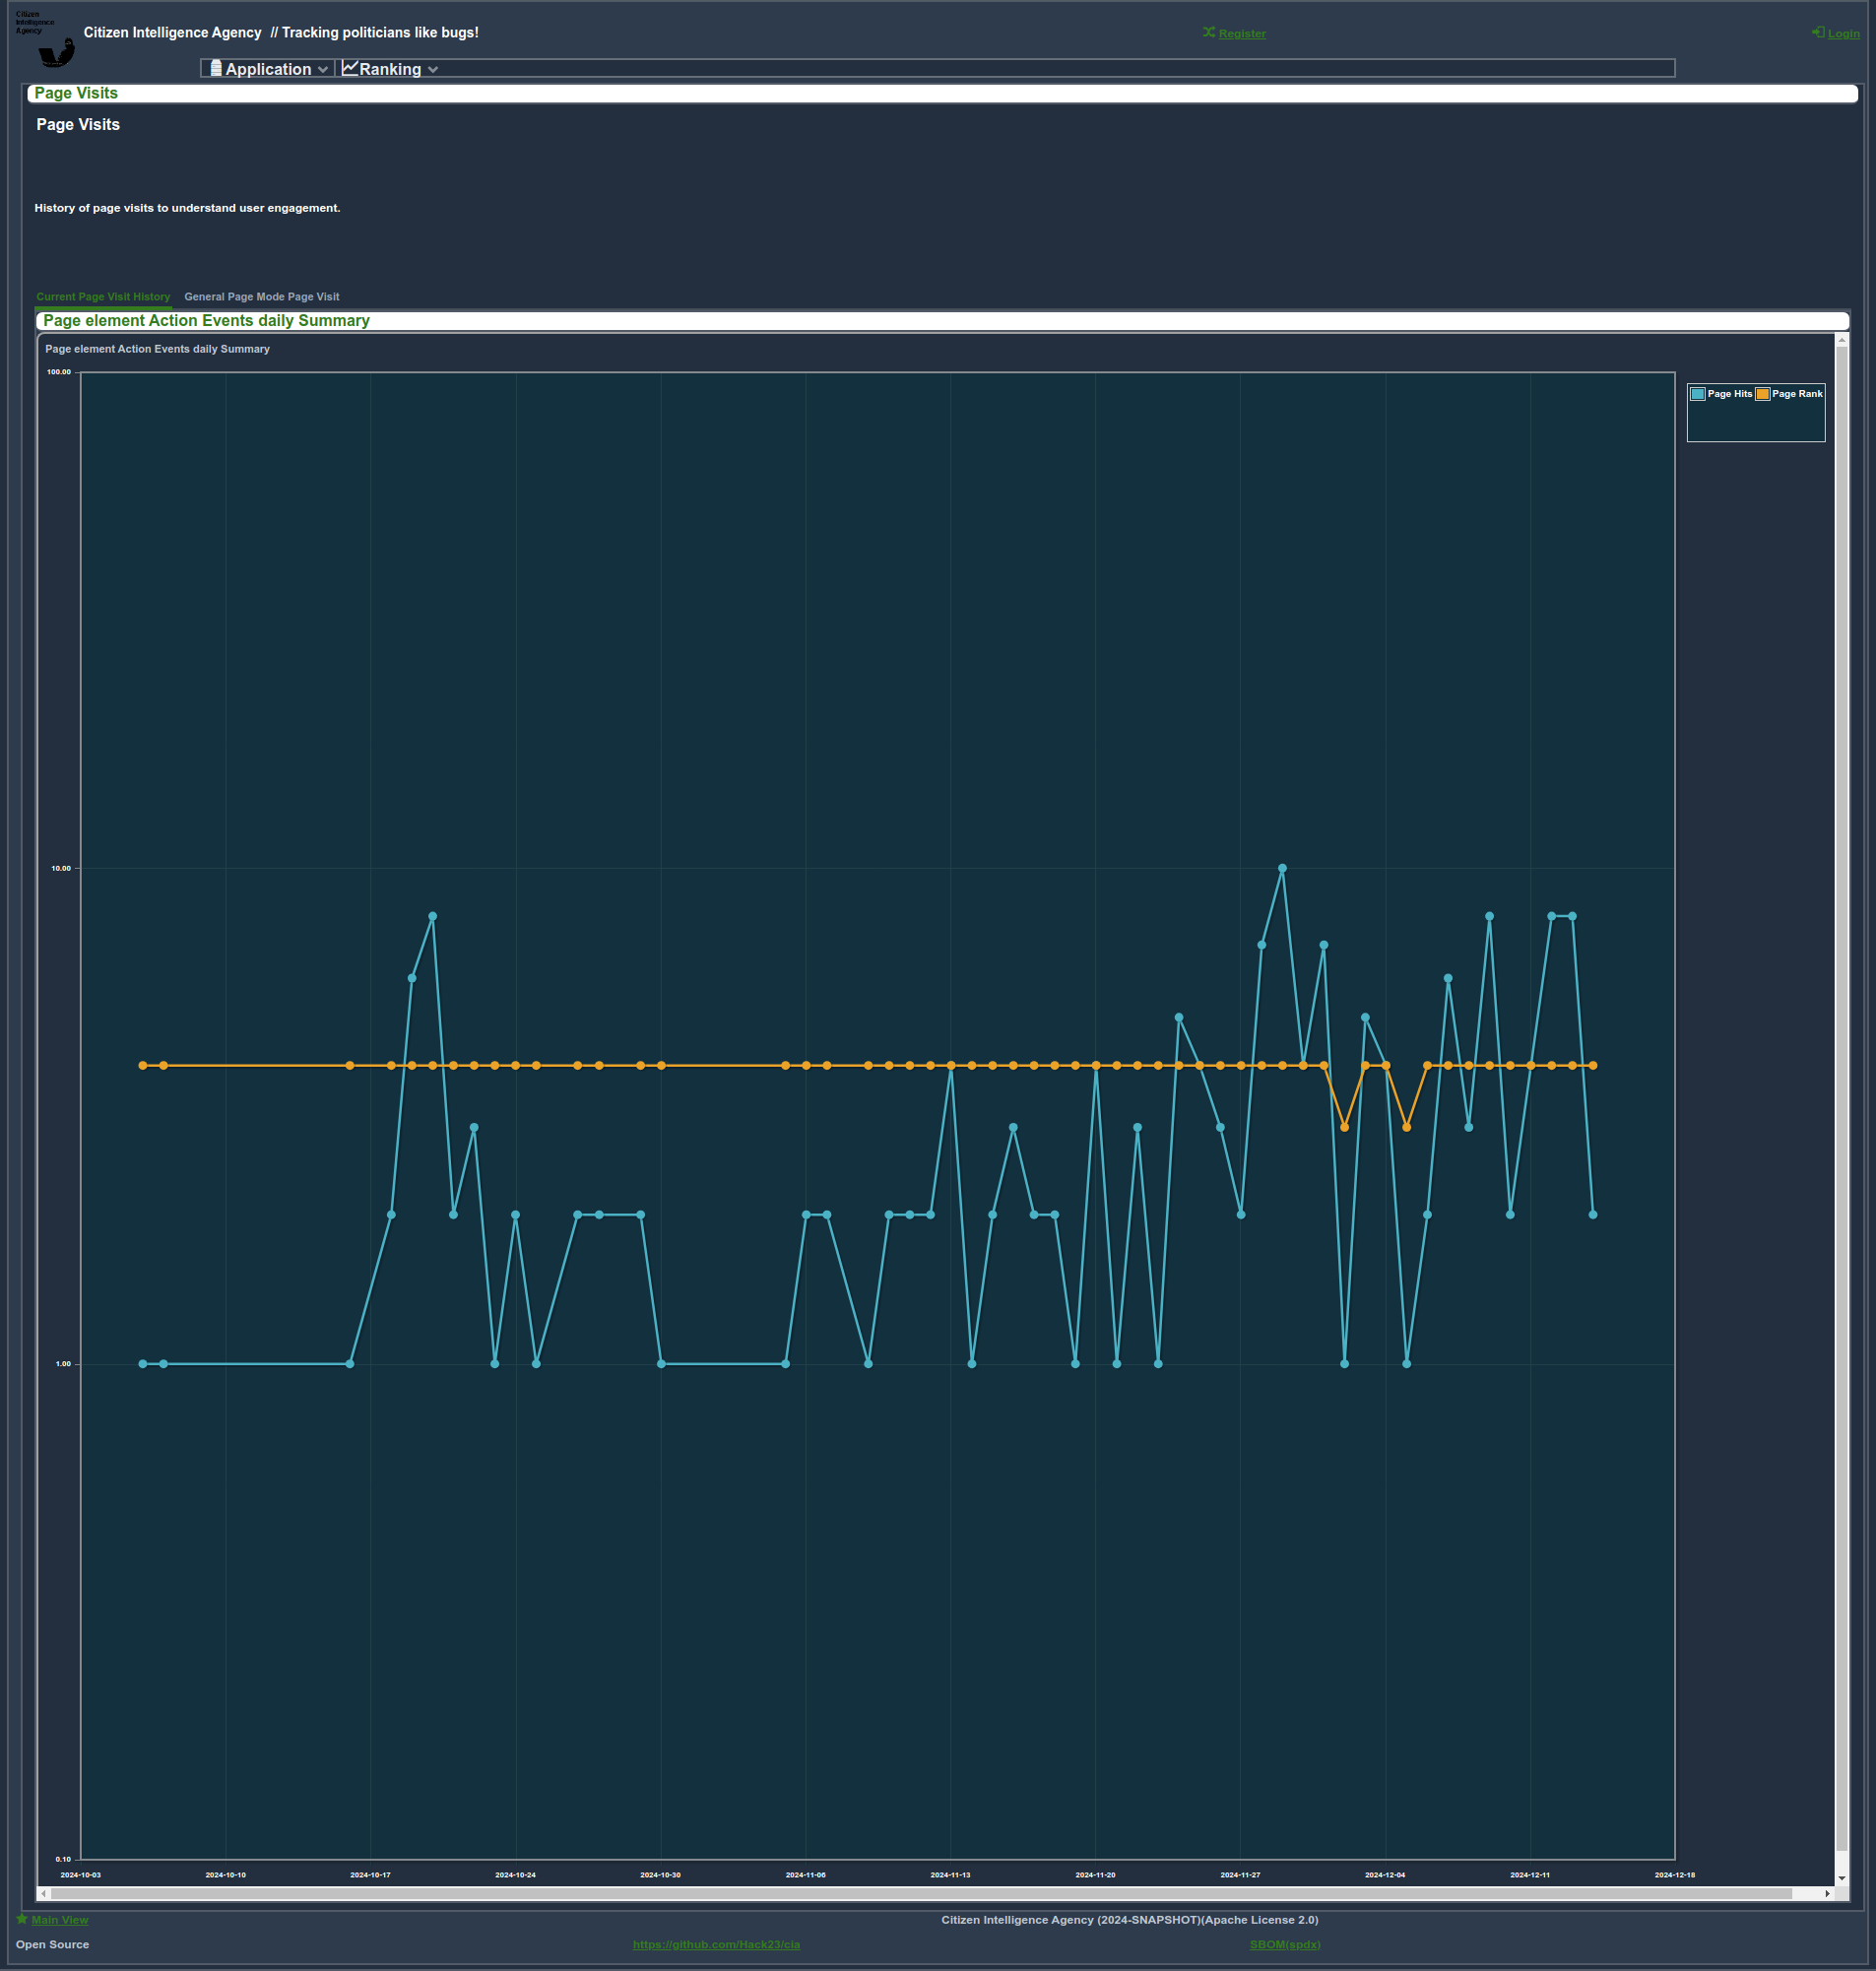 Citizen
Intelligence
Agency
Citizen Intelligence Agency // Tracking politicians like bugs!
Register
Login
Application
Ranking
Page Visits
Page Visits
History of page visits to understand user engagement.
Current Page Visit History
General Page Mode Page Visit
Page element Action Events daily Summary
Page element Action Events daily Summary
100.00
10.00
1.00
0.10
Page Hits
Page Rank
2024-10-03
2024-10-10
2024-10-17
2024-10-24
2024-10-30
2024-11-06
2024-11-13
2024-11-20
2024-11-27
2024-12-04
2024-12-11
2024-12-18
Main View
Citizen Intelligence Agency (2024-SNAPSHOT)(Apache License 2.0)
Open Source
https://github.com/Hack23/cia
SBOM(spdx)